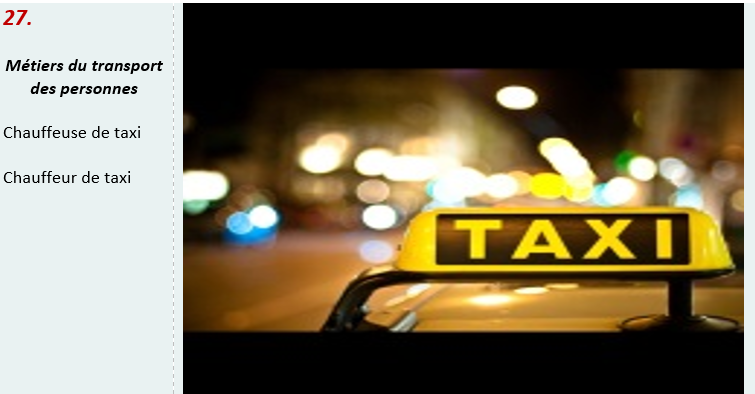 27.
Métiers du transport
des personnes
Chauffeuse de taxi
Chauffeur de taxi
TAXI